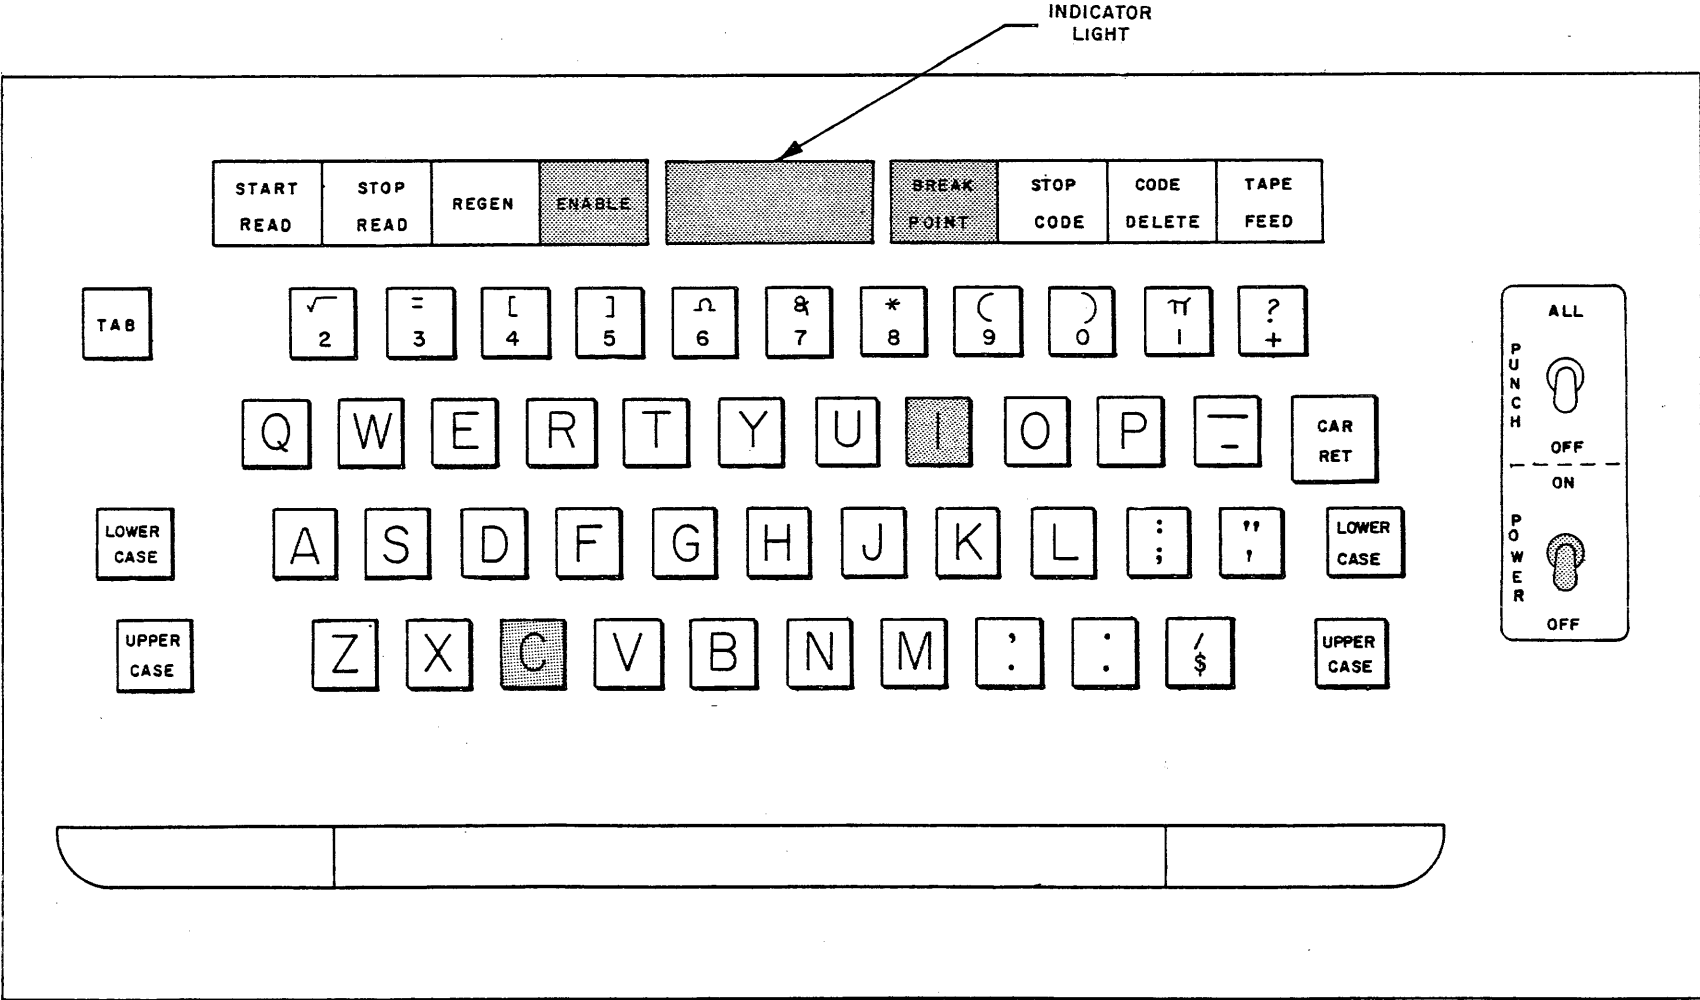 INDICATOR
LIGHT
START
READ
STOP
READ
REGEN
ENABLE
BREAK
POINT
STOP
CODE
CODE
DELETE
TAPE
FEED
TAB
√ 2
= 3
[ 4
] 5
Ω 6
& 7
* 8
( 9
) 0
π 1
? +
Q W E R T Y U I O P — -
CAR
RET
LOWER
CASE
A S D F G H J K L : ; " '
LOWER
CASE
UPPER
CASE
Z X C V B N M , . : / $
UPPER
CASE
ALL
PUNCH
OFF
ON
POWER
OFF